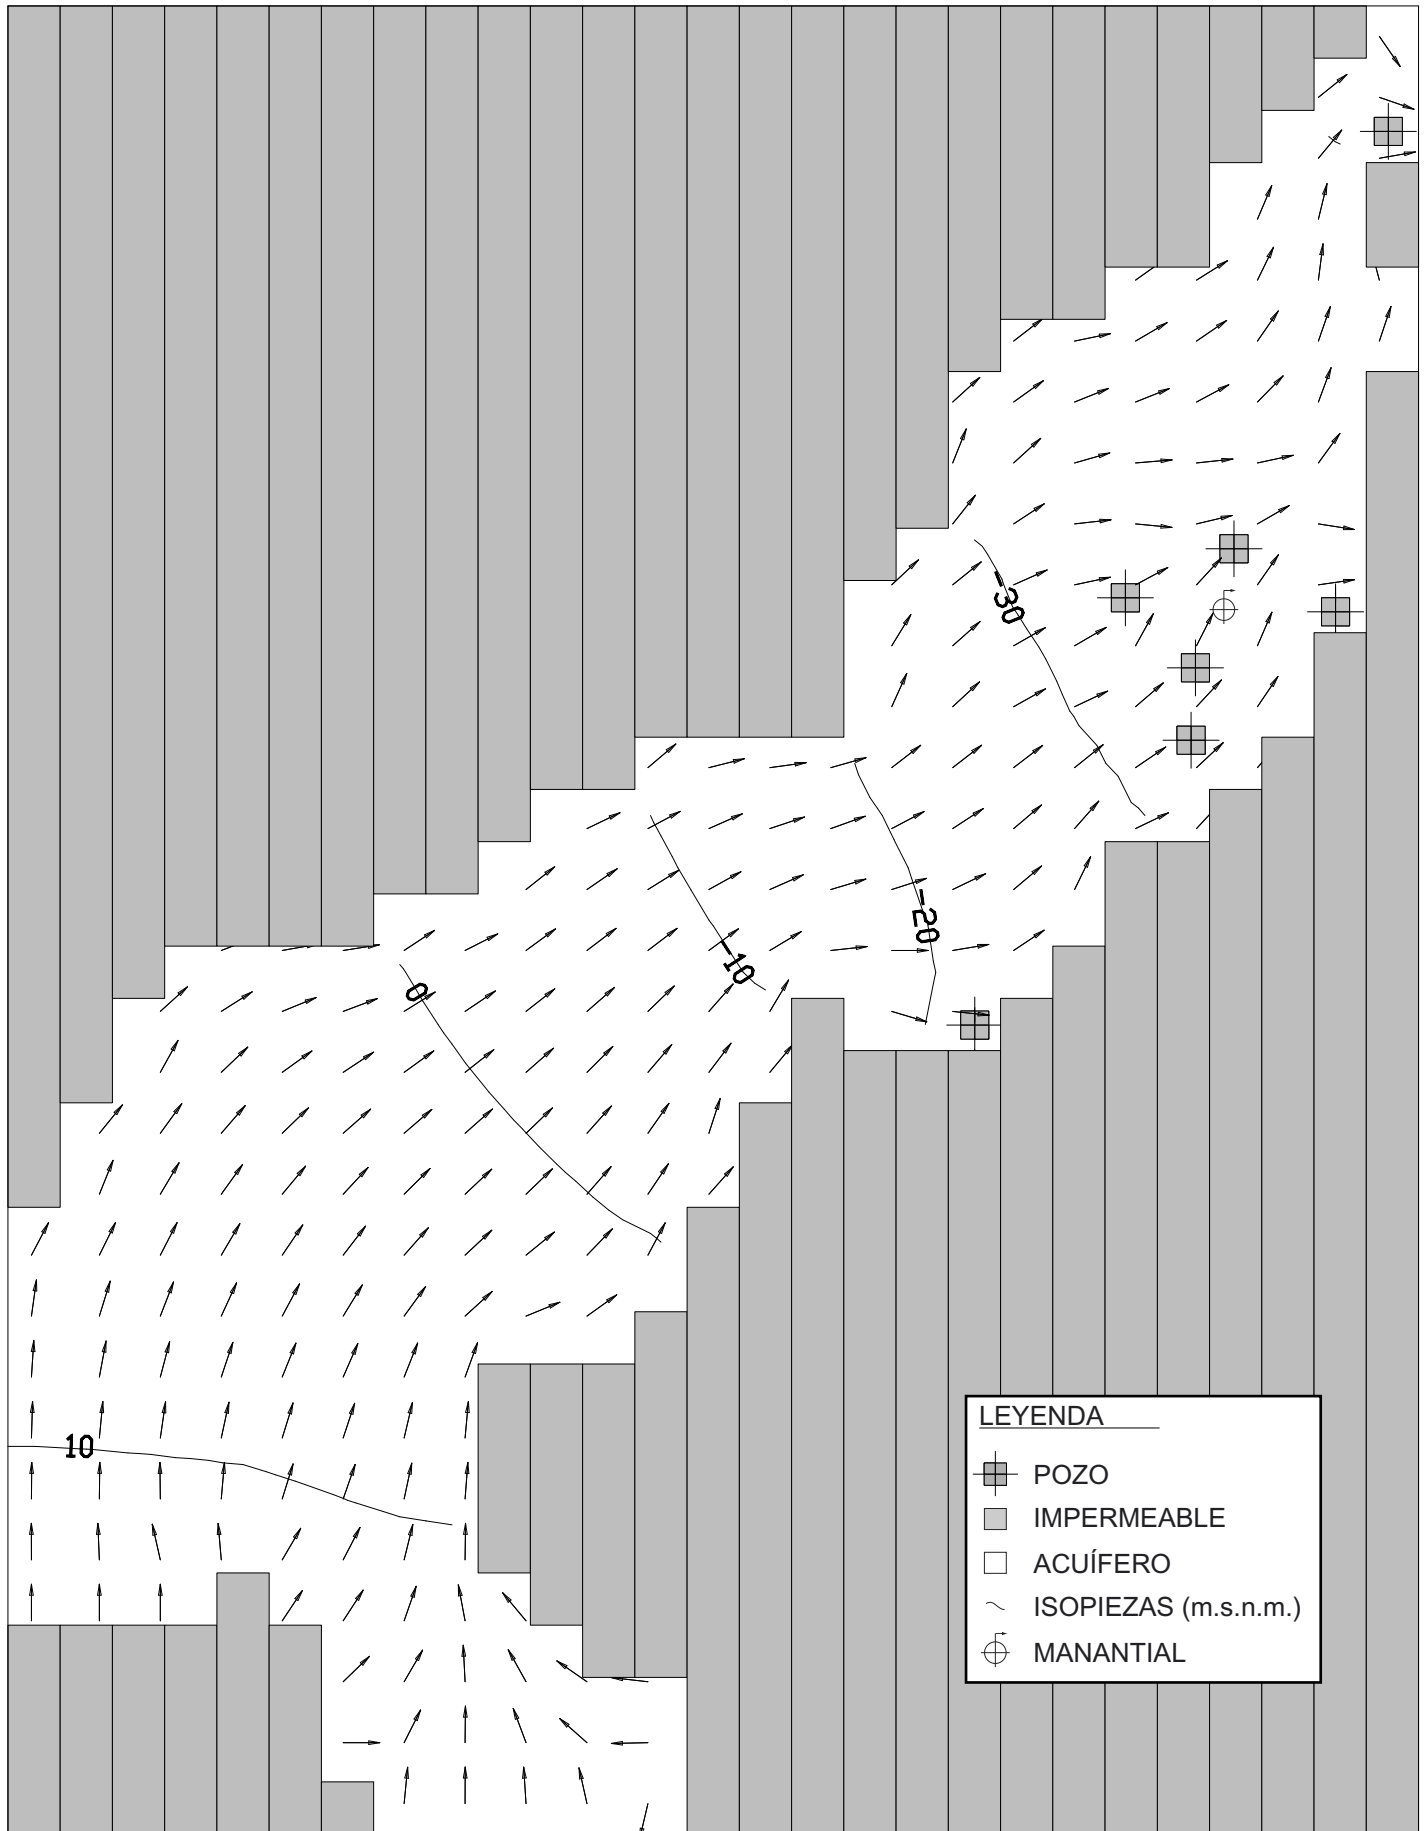 -30
-20
-10
0
10
LEYENDA
POZO
IMPERMEABLE
ACUÍFERO
ISOPIEZAS (m.s.n.m.)
MANANTIAL